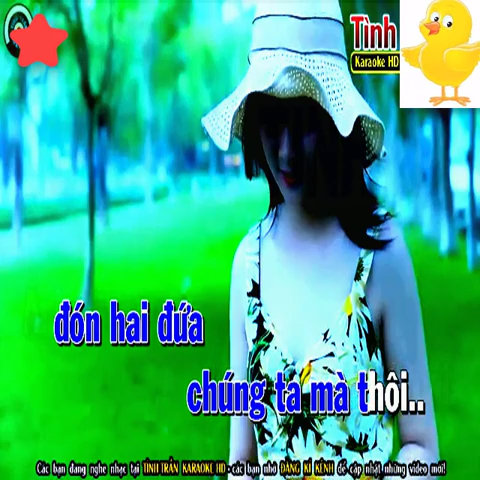 Tình
Karaoke HD
đón hai đứa
chúng ta mà thôi..
Các bạn đang nghe nhạc tại TÌNH TRẦN KARAOKE HD - các bạn nhớ ĐĂNG KÍ KÊNH để cập nhật những video mới!